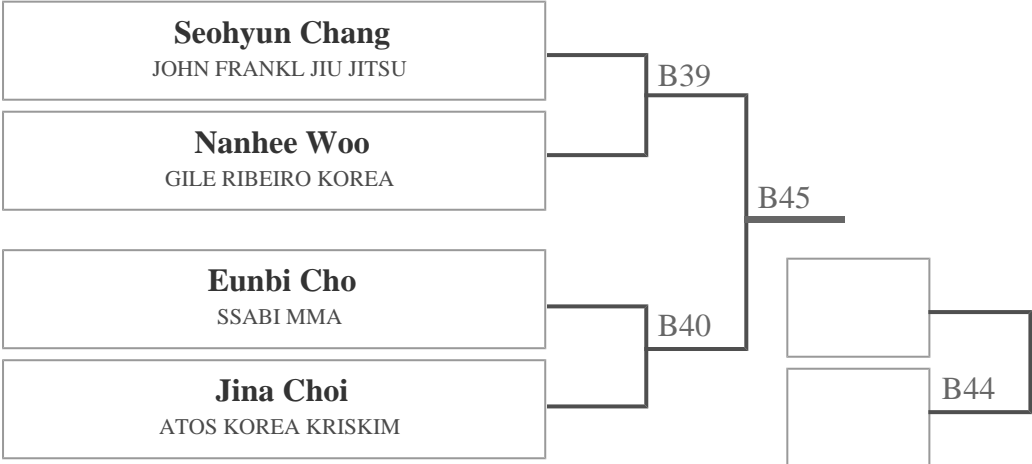 Seohyun Chang
JOHN FRANKL JIU JITSU
B39
Nanhee Woo
GILE RIBEIRO KOREA
B45
Eunbi Cho
SSABI MMA
B40
Jina Choi
ATOS KOREA KRISKIM
B44